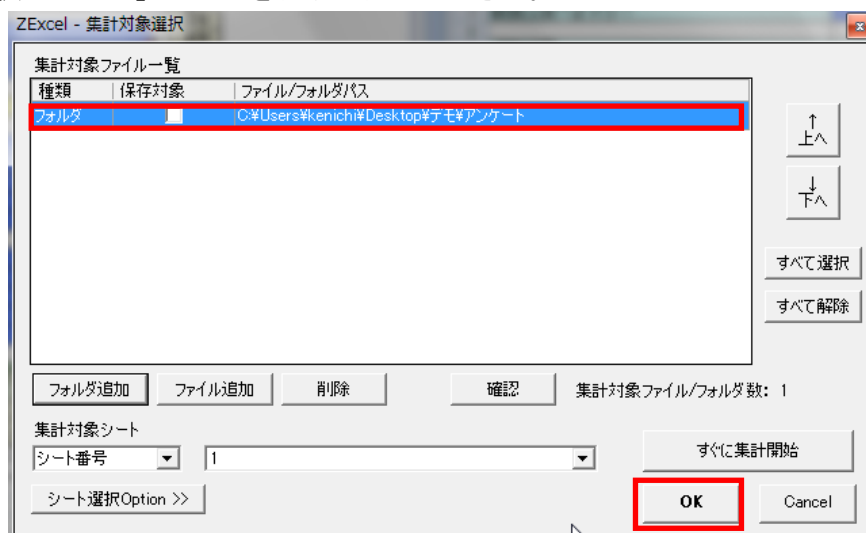 ZExcel - 集計対象選択
集計対象ファイル一覧
種類 保存対象 ファイル/フォルダパス
フォルダ C:¥Users¥kenichi¥Desktop¥デモ¥アンケート
↑
上へ
↓
下へ
すべて選択
すべて解除
フォルダ追加 ファイル追加 削除 確認 集計対象ファイル/フォルダ数: 1
集計対象シート
シート番号 1
すぐに集計開始
シート選択Option >>
OK Cancel